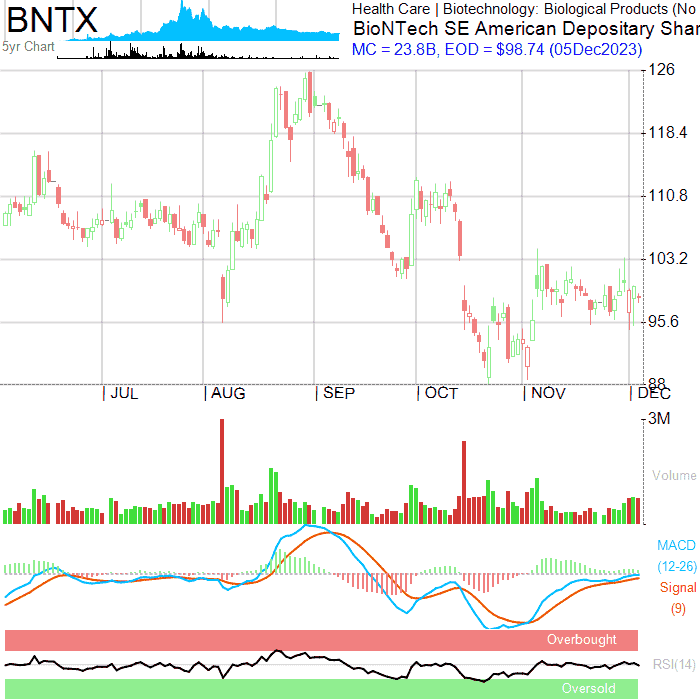 BNTX
5yr Chart
Health Care | Biotechnology: Biological Products (No
BioNTech SE American Depositary Shar
MC = 23.8B, EOD = $98.74 (05Dec2023)
126
118.4
110.8
103.2
95.6
88
JUL
AUG
SEP
OCT
NOV
DEC
3M
Volume
MACD
(12-26)
Signal
(9)
Overbought
RSI(14)
Oversold